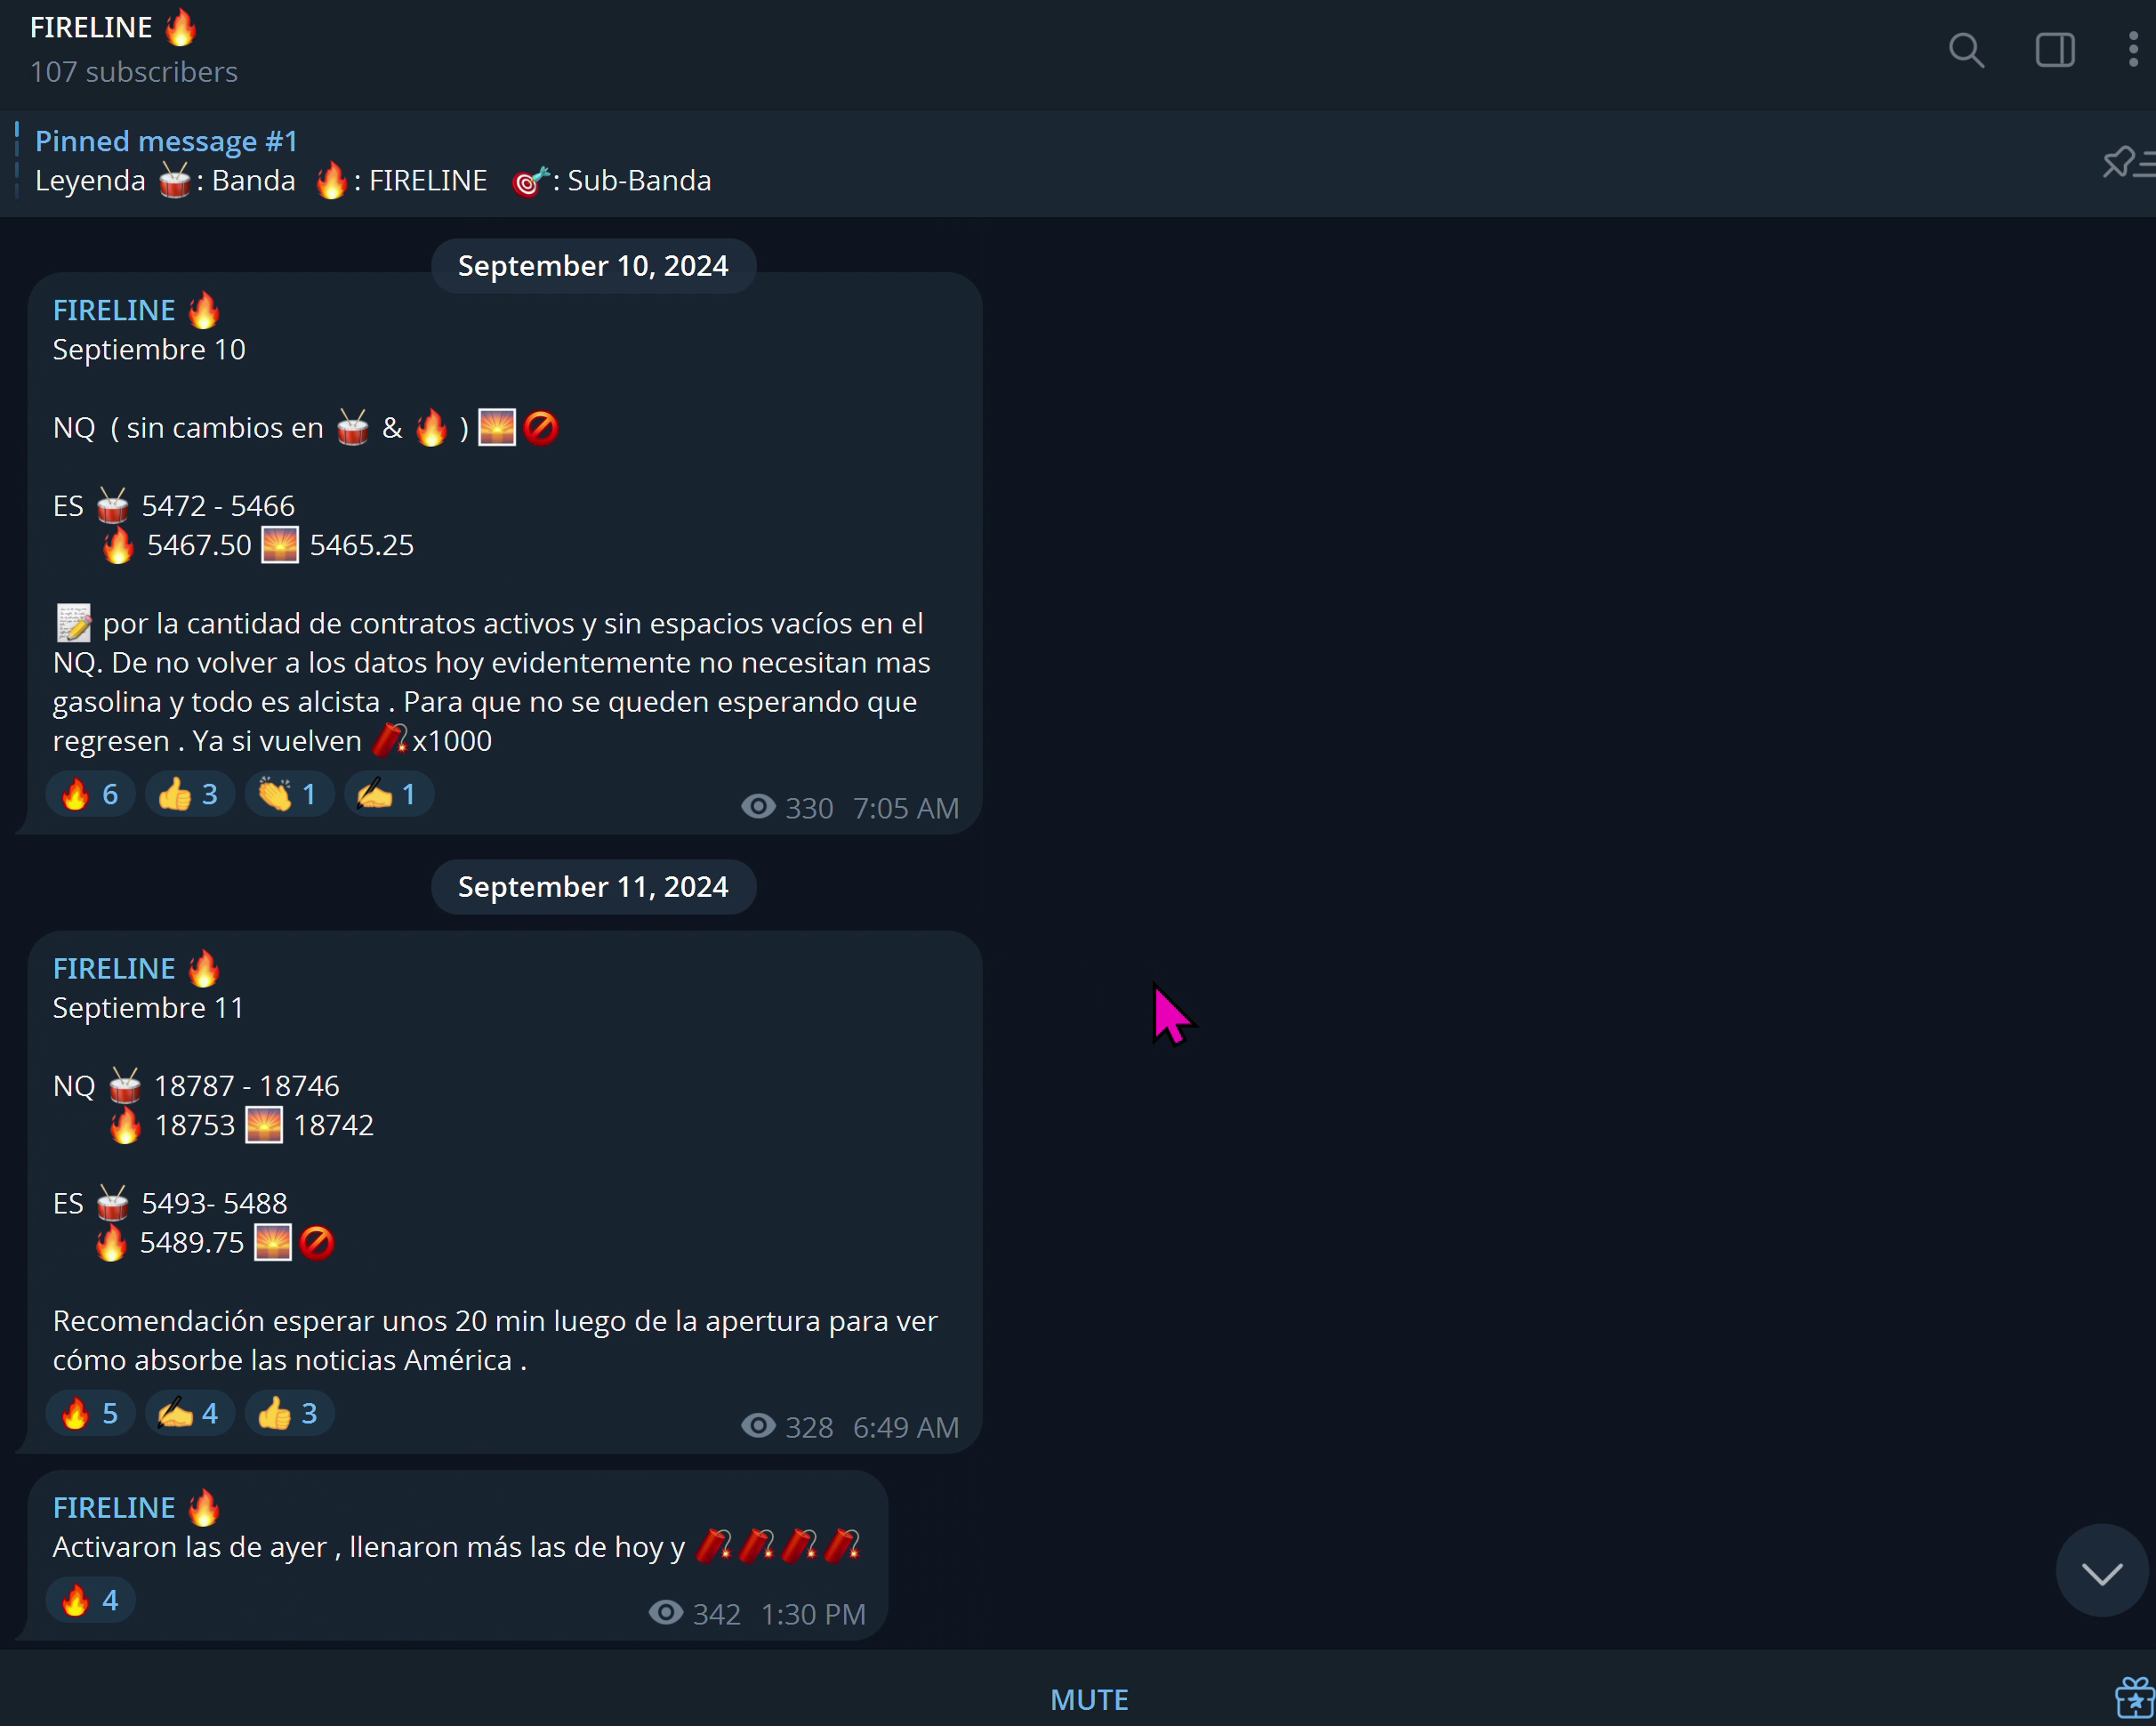 FIRELINE 🔥
107 subscribers
Pinned message #1
Leyenda 🥁: Banda 🔥: FIRELINE 🎯: Sub-Banda
September 10, 2024
FIRELINE 🔥
Septiembre 10
NQ ( sin cambios en 🥁 & 🔥 ) 🌅🚫
ES 🥁 5472 - 5466
🔥 5467.50 🌅 5465.25
📝 por la cantidad de contratos activos y sin espacios vacíos en el
NQ. De no volver a los datos hoy evidentemente no necesitan mas
gasolina y todo es alcista . Para que no se queden esperando que
regresen . Ya si vuelven 🧨x1000
🔥 6 👍 3 👏 1 ✍️ 1
330 7:05 AM
September 11, 2024
FIRELINE 🔥
Septiembre 11
NQ 🥁 18787 - 18746
🔥 18753 🌅 18742
ES 🥁 5493- 5488
🔥 5489.75 🌅🚫
Recomendación esperar unos 20 min luego de la apertura para ver
cómo absorbe las noticias América .
🔥 5 ✍️ 4 👍 3
328 6:49 AM
FIRELINE 🔥
Activaron las de ayer , llenaron más las de hoy y 🧨🧨🧨🧨
🔥 4
342 1:30 PM
MUTE